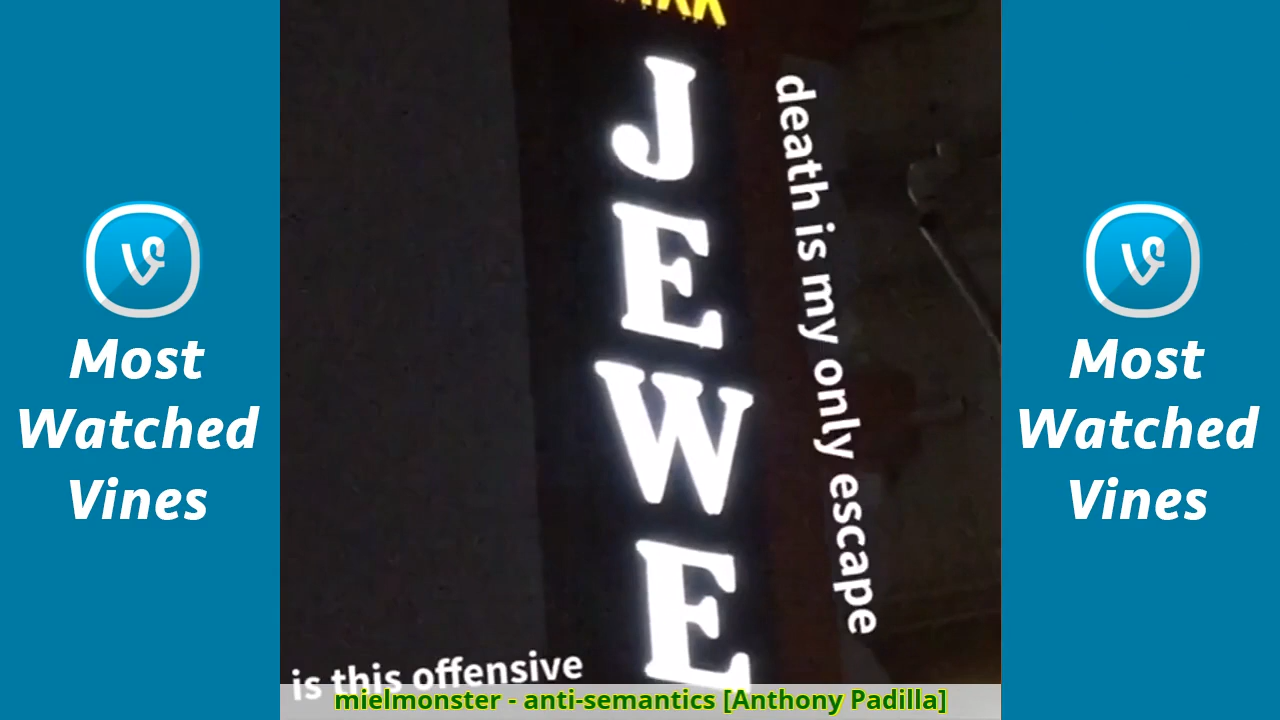 Most
Watched
Vines
JEWE
death is my only escape
is this offensive
mielmonster - anti-semantics [Anthony Padilla]
Most
Watched
Vines